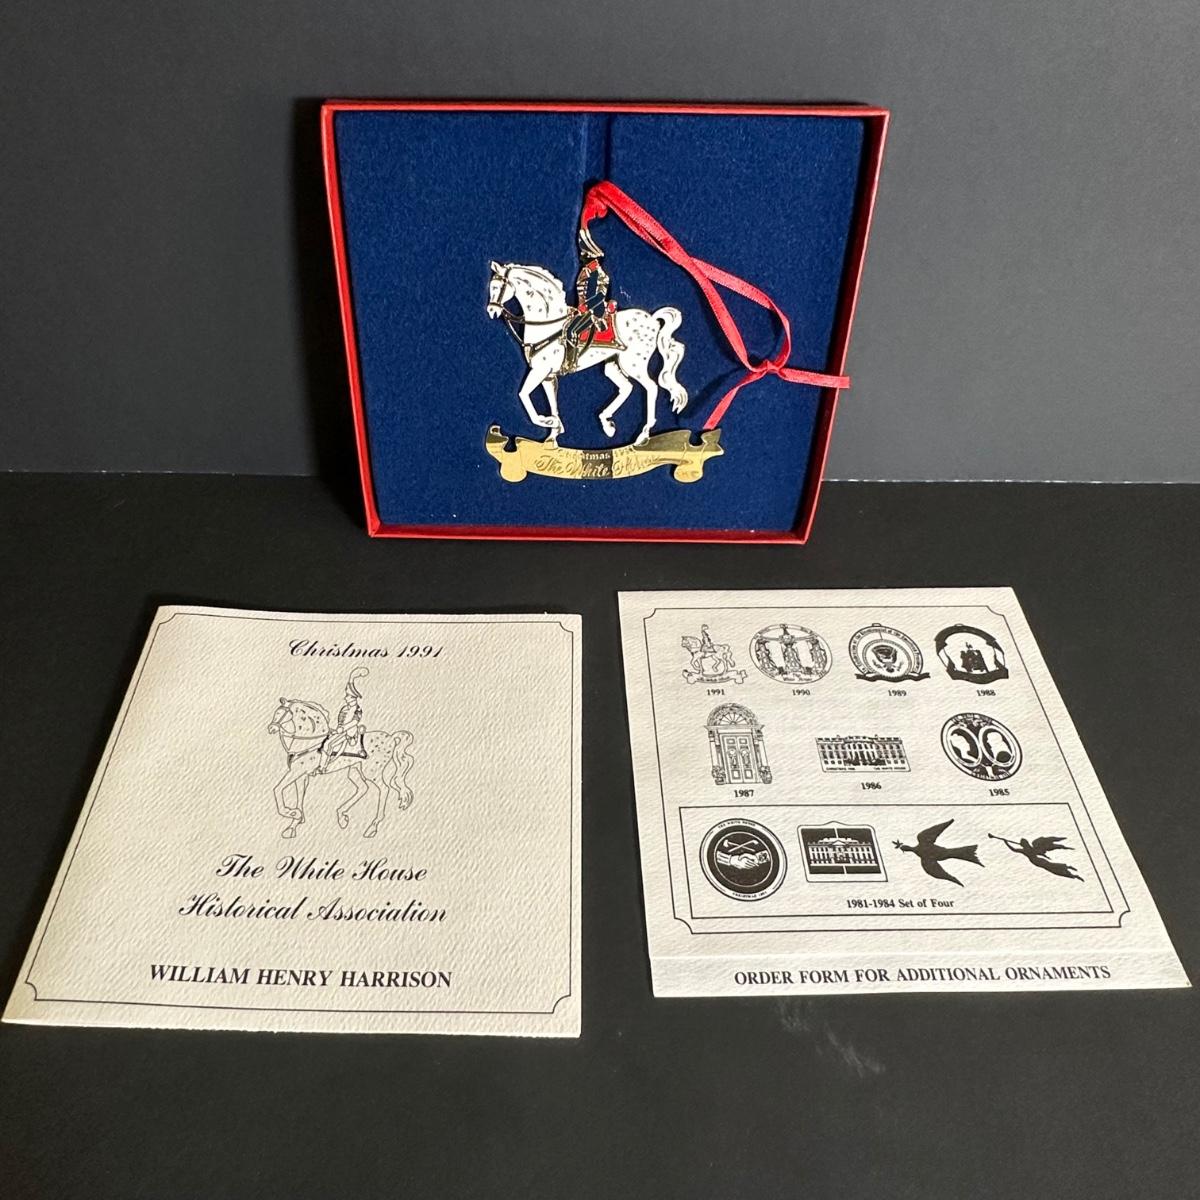 Christmas 1991
The White House
Christmas 1991
The White House
Historical Association
WILLIAM HENRY HARRISON
1991
1990
1989
1988
1987
1986
1985
1981-1984 Set of Four
ORDER FORM FOR ADDITIONAL ORNAMENTS